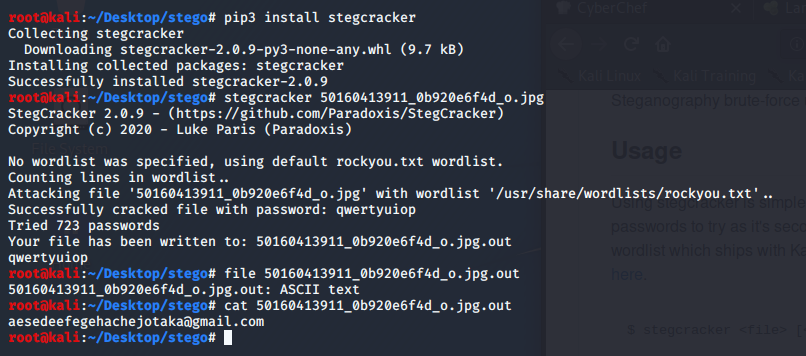 root@kali:~/Desktop/stego# pip3 install stegcracker
Collecting stegcracker
  Downloading stegcracker-2.0.9-py3-none-any.whl (9.7 kB)
Installing collected packages: stegcracker
Successfully installed stegcracker-2.0.9
root@kali:~/Desktop/stego# stegcracker 50160413911_0b920e6f4d_o.jpg
StegCracker 2.0.9 - (https://github.com/Paradoxis/StegCracker)
Copyright (c) 2020 - Luke Paris (Paradoxis)
File System
No wordlist was specified, using default rockyou.txt wordlist.
Counting lines in wordlist..
Attacking file '50160413911_0b920e6f4d_o.jpg' with wordlist '/usr/share/wordlists/rockyou.txt'..
Successfully cracked file with password: qwertyuiop
Tried 723 passwords
Your file has been written to: 50160413911_0b920e6f4d_o.jpg.out
qwertyuiop
root@kali:~/Desktop/stego# file 50160413911_0b920e6f4d_o.jpg.out
50160413911_0b920e6f4d_o.jpg.out: ASCII text
root@kali:~/Desktop/stego# cat 50160413911_0b920e6f4d_o.jpg.out
aesedeefegehachejotaka@gmail.com
root@kali:~/Desktop/stego#
CyberChef
Kali Linux Kali Training Kali
Steganography brute-force
Usage
Using stegcracker is simple
passwords to try as it's
wordlist which ships with
here.
$ stegcracker <file>